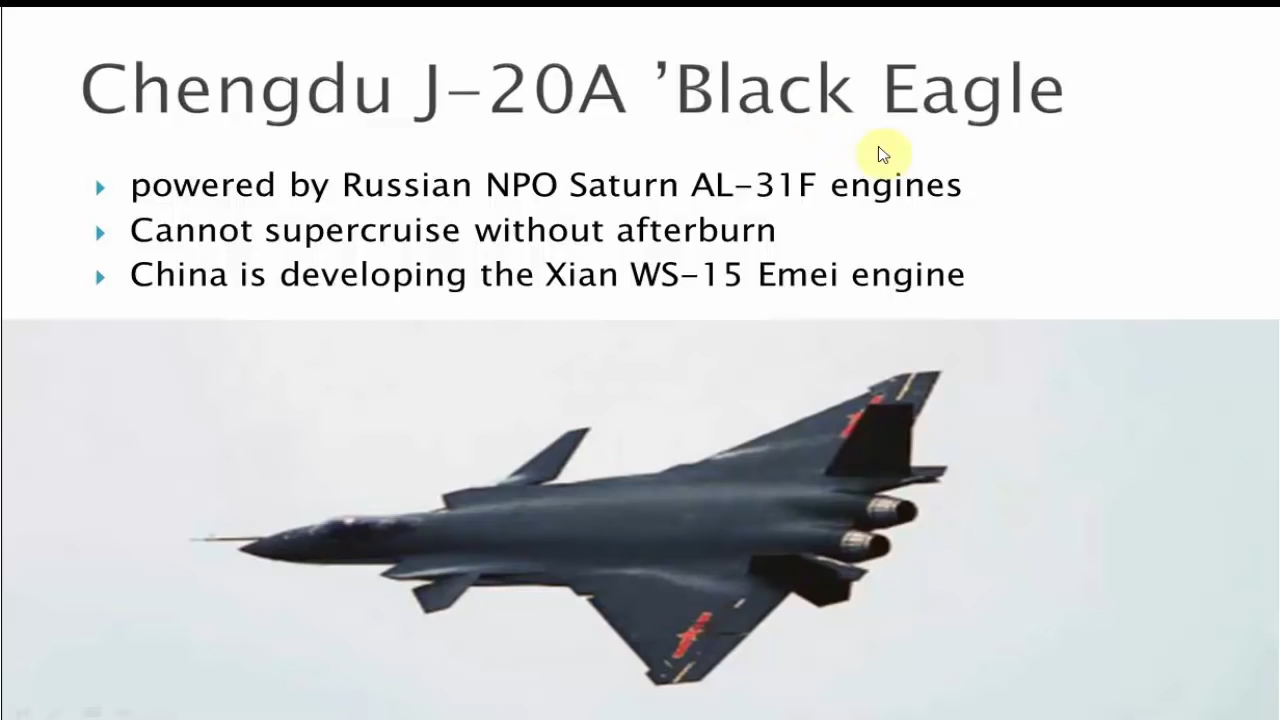 Chengdu J-20A ’Black Eagle
powered by Russian NPO Saturn AL-31F engines
Cannot supercruise without afterburn
China is developing the Xian WS-15 Emei engine